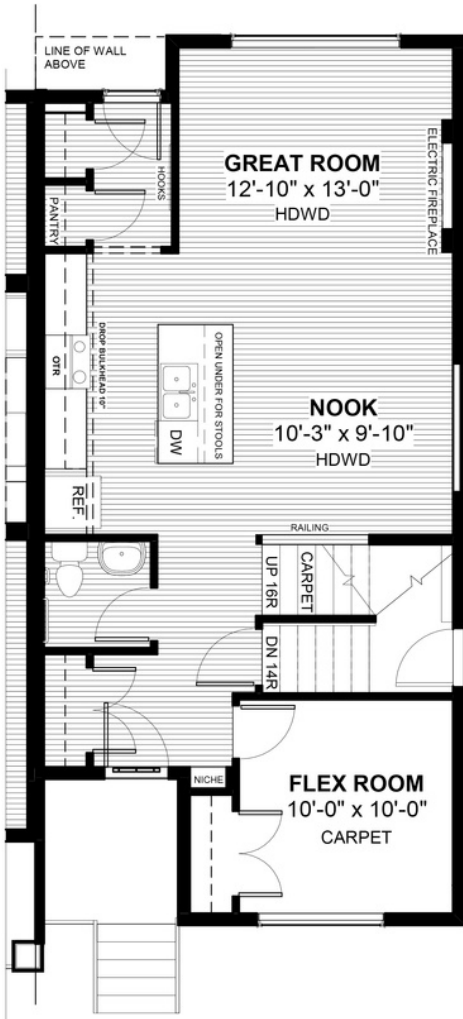 LINE OF WALL
ABOVE
HOOKS
PANTRY
GREAT ROOM
12'-10" x 13'-0"
HDWD
ELECTRIC FIREPLACE
DROP BULKHEAD 10"
OTR
OPEN UNDER FOR STOOLS
DW
NOOK
10'-3" x 9'-10"
HDWD
REF.
RAILING
UP 16R
CARPET
DN 14R
NICHE
FLEX ROOM
10'-0" x 10'-0"
CARPET